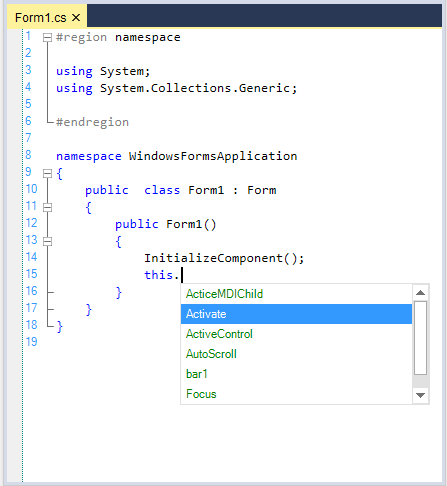 Form1.cs ×
1 #region namespace
2
3 using System;
4 using System.Collections.Generic;
5
6 #endregion
7
8 namespace WindowsFormsApplication
9 {
10 public  class Form1 : Form
11 {
12 public Form1()
13 {
14 InitializeComponent();
15 this.
16 }
17 }
18 }
19
ActiceMDIChild
Activate
ActiveControl
AutoScroll
bar1
Focus